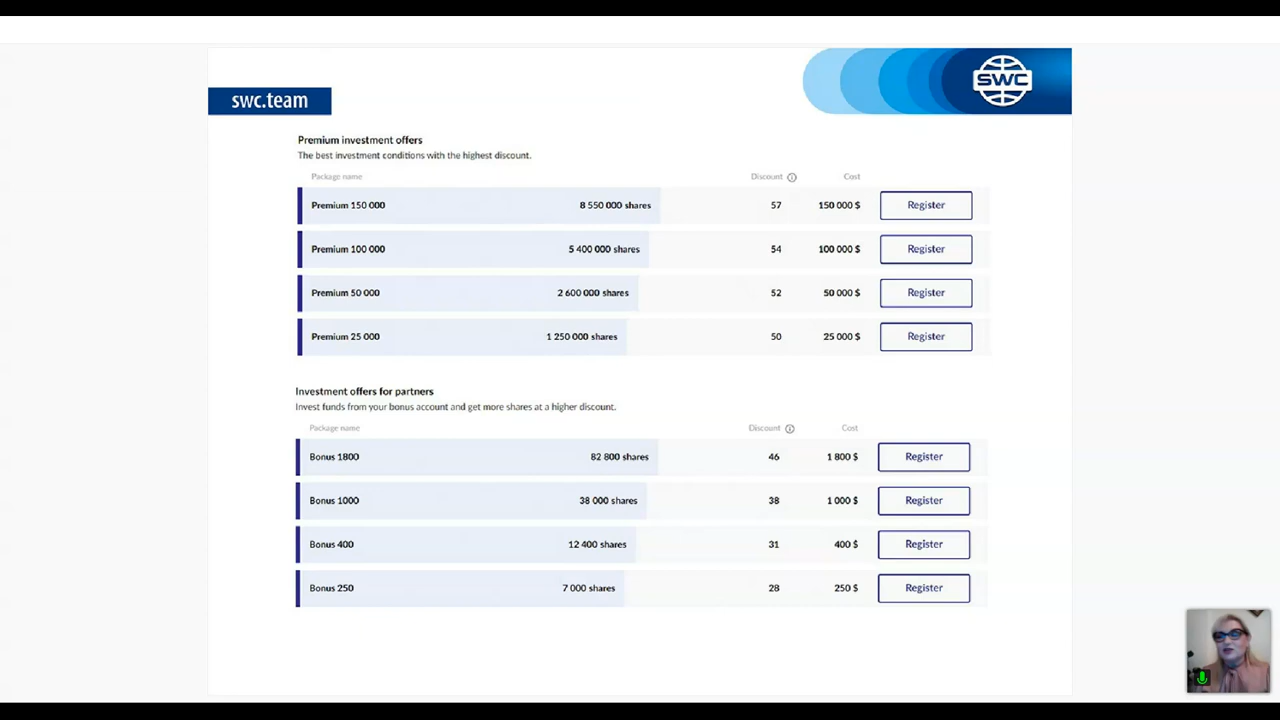 SWC
swc.team
Premium investment offers
The best investment conditions with the highest discount.
Package name Discount Cost
Premium 150 000 8 550 000 shares 57 150 000 $ Register
Premium 100 000 5 400 000 shares 54 100 000 $ Register
Premium 50 000 2 600 000 shares 52 50 000 $ Register
Premium 25 000 1 250 000 shares 50 25 000 $ Register
Investment offers for partners
Invest funds from your bonus account and get more shares at a higher discount.
Package name Discount Cost
Bonus 1800 82 800 shares 46 1 800 $ Register
Bonus 1000 38 000 shares 38 1 000 $ Register
Bonus 400 12 400 shares 31 400 $ Register
Bonus 250 7 000 shares 28 250 $ Register